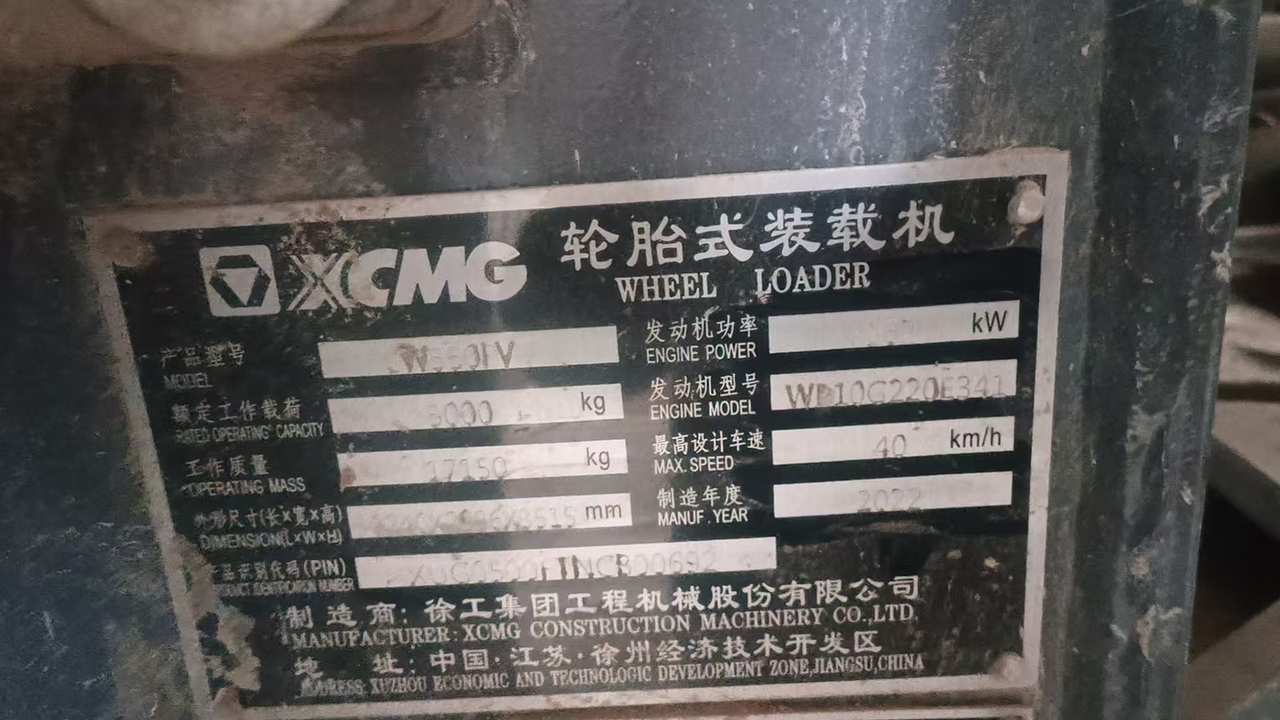 XCMG 轮胎式装载机
WHEEL LOADER
产品型号
MODEL
额定工作载荷 kg
RATED OPERATING CAPACITY
工作质量 17150 kg
OPERATING MASS
外形尺寸(长×宽×高) mm
DIMENSION(L×W×H)
产品识别代码(PIN)
PRODUCT IDENTIFICATION NUMBER
发动机功率 kW
ENGINE POWER
发动机型号 WP10G220E341
ENGINE MODEL
最高设计车速 40 km/h
MAX. SPEED
制造年度 2022
MANUF. YEAR
制造商: 徐工集团工程机械股份有限公司
MANUFACTURER: XCMG CONSTRUCTION MACHINERY CO.,LTD.
地 址: 中国·江苏·徐州经济技术开发区
ADDRESS: XUZHOU ECONOMIC AND TECHNOLOGIC DEVELOPMENT ZONE,JIANGSU,CHINA